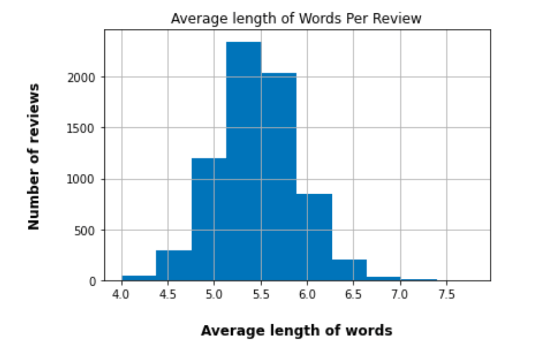 Average length of Words Per Review
2000
1500
1000
500
0
Number of reviews
4.0 4.5 5.0 5.5 6.0 6.5 7.0 7.5
Average length of words